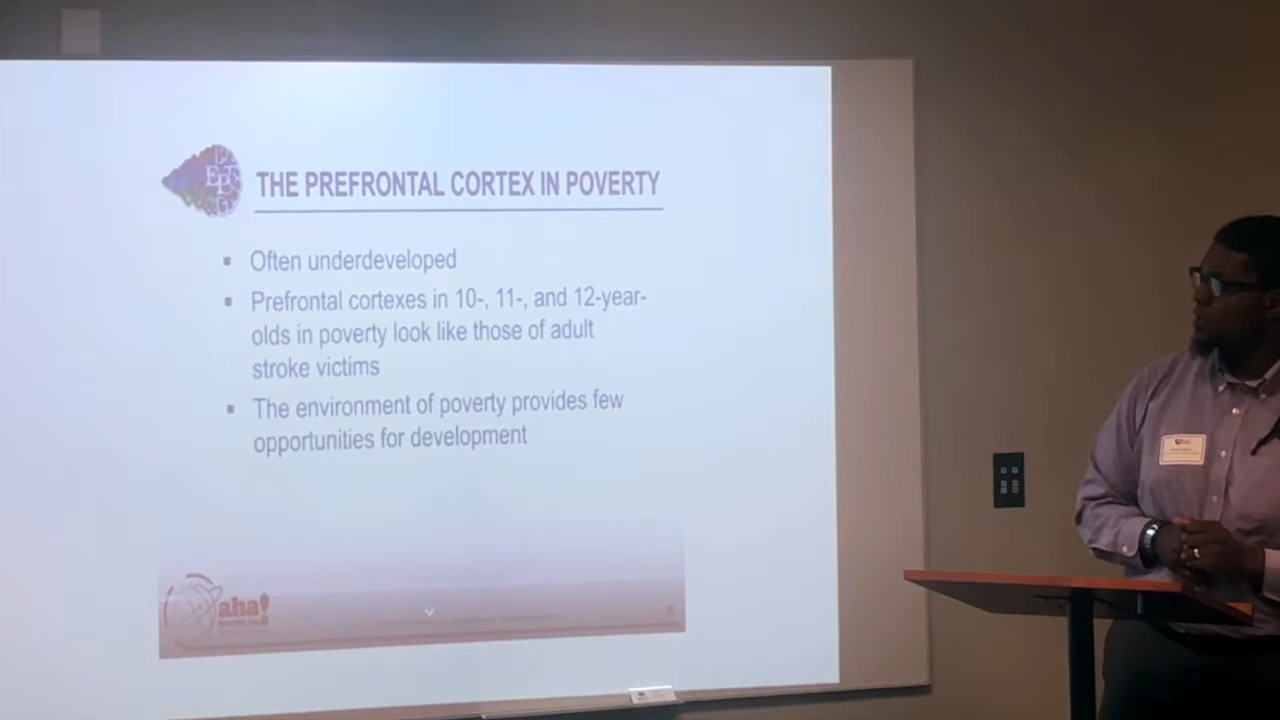 THE PREFRONTAL CORTEX IN POVERTY
Often underdeveloped
Prefrontal cortexes in 10-, 11-, and 12-year-
olds in poverty look like those of adult
stroke victims
The environment of poverty provides few
opportunities for development
aha!